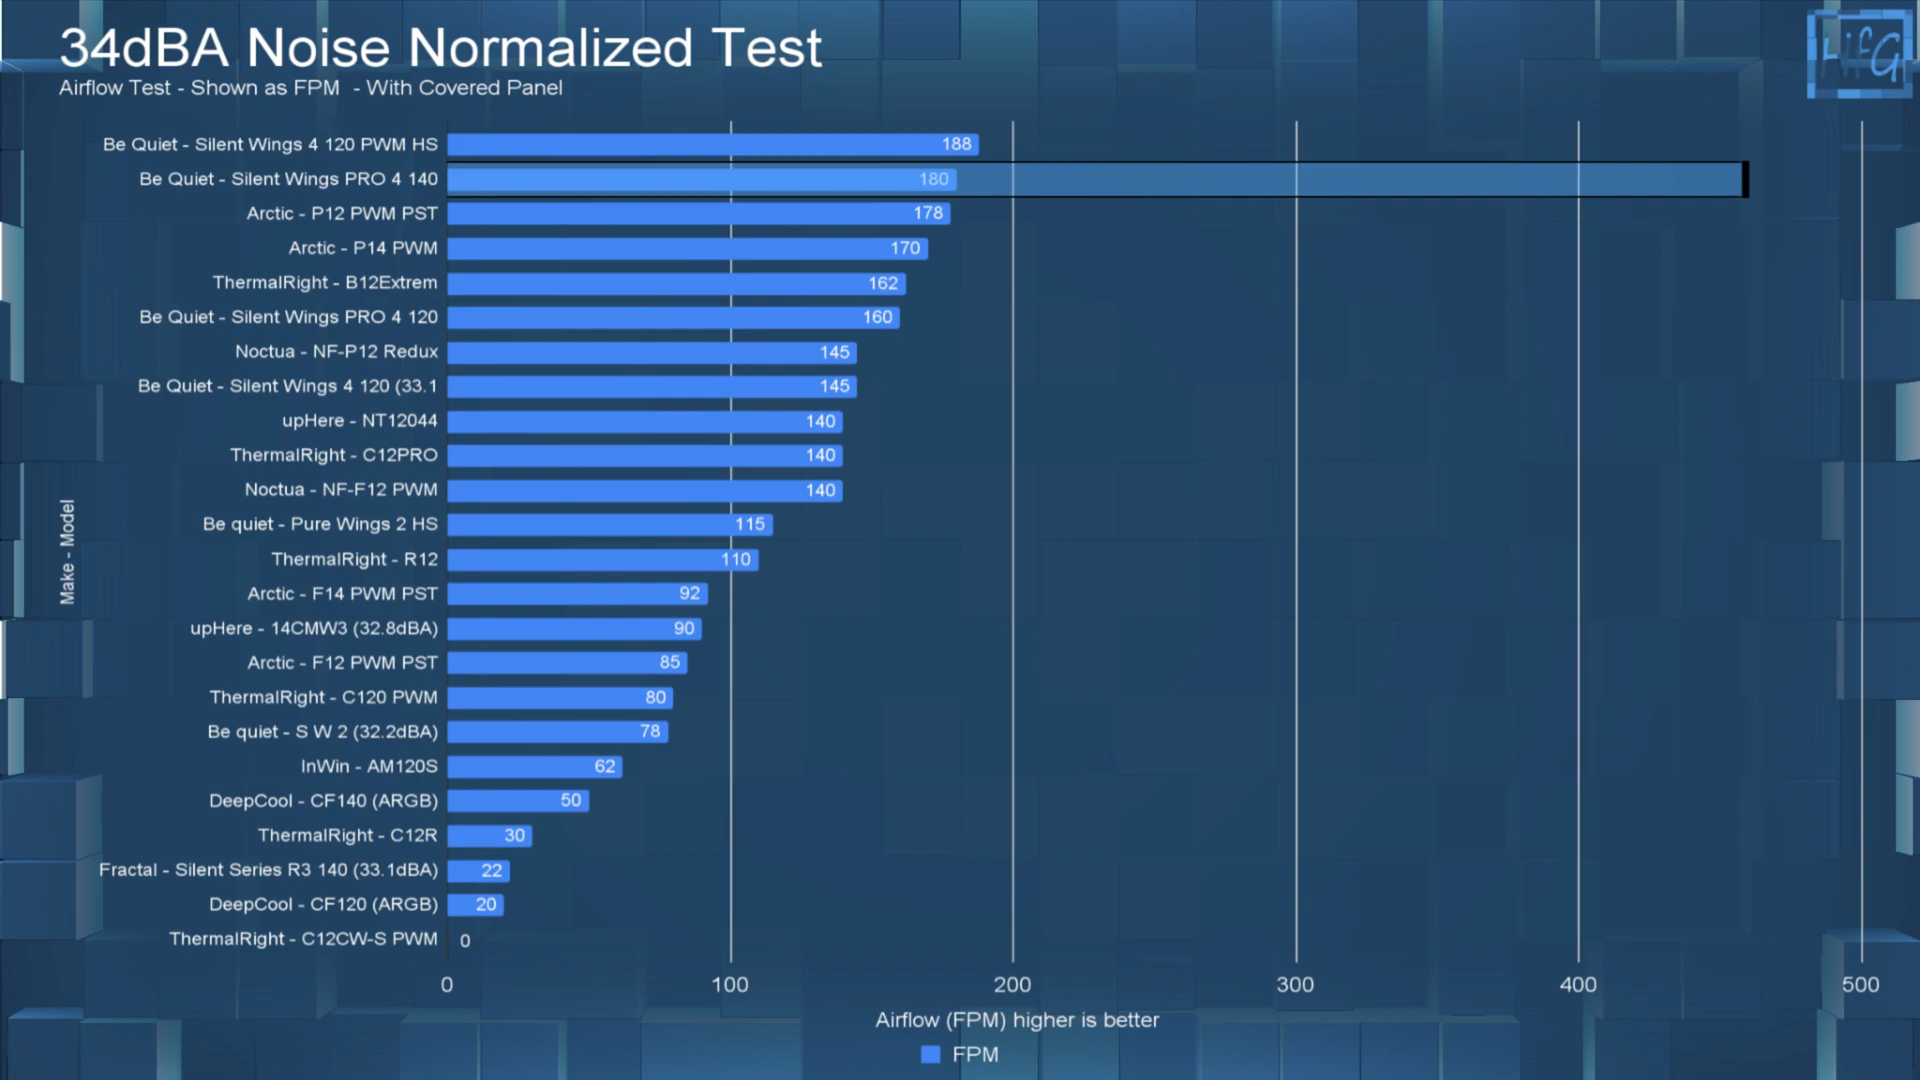 34dBA Noise Normalized Test
Airflow Test - Shown as FPM - With Covered Panel
HfG
Be Quiet - Silent Wings 4 120 PWM HS 188
Be Quiet - Silent Wings PRO 4 140 180
Arctic - P12 PWM PST 178
Arctic - P14 PWM 170
ThermalRight - B12Extrem 162
Be Quiet - Silent Wings PRO 4 120 160
Noctua - NF-P12 Redux 145
Be Quiet - Silent Wings 4 120 (33.1 145
upHere - NT12044 140
ThermalRight - C12PRO 140
Noctua - NF-F12 PWM 140
Be quiet - Pure Wings 2 HS 115
ThermalRight - R12 110
Arctic - F14 PWM PST 92
upHere - 14CMW3 (32.8dBA) 90
Arctic - F12 PWM PST 85
ThermalRight - C120 PWM 80
Be quiet - S W 2 (32.2dBA) 78
InWin - AM120S 62
DeepCool - CF140 (ARGB) 50
ThermalRight - C12R 30
Fractal - Silent Series R3 140 (33.1dBA) 22
DeepCool - CF120 (ARGB) 20
ThermalRight - C12CW-S PWM 0
Make - Model
0 100 200 300 400 500
Airflow (FPM) higher is better
FPM